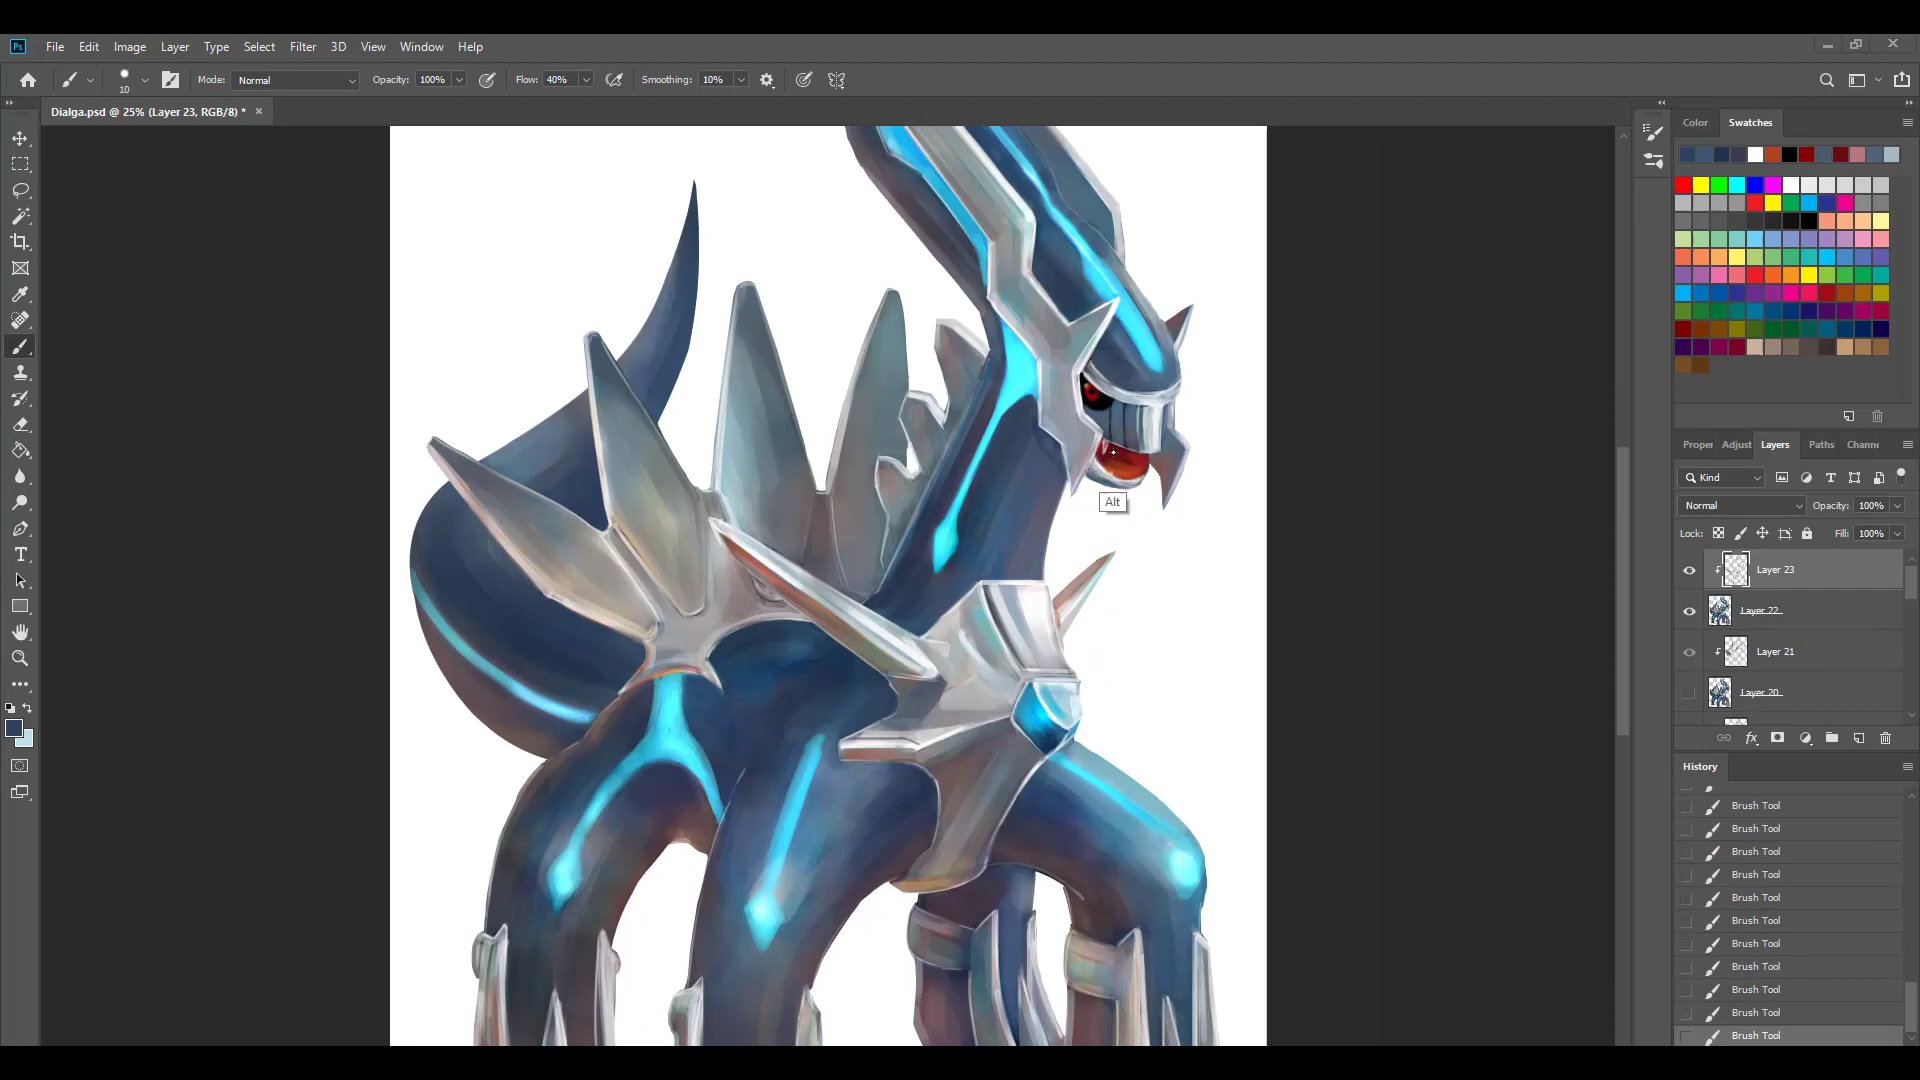 Ps File Edit Image Layer Type Select Filter 3D View Window Help
10 Mode: Normal Opacity: 100% Flow: 40% Smoothing: 10%
Dialga.psd @ 25% (Layer 23, RGB/8) *
Color Swatches
Alt
Proper Adjust Layers Paths Channe
Kind
Normal Opacity: 100%
Lock: Fill: 100%
Layer 23
Layer 22
Layer 21
Layer 20
fx
History
Brush Tool
Brush Tool
Brush Tool
Brush Tool
Brush Tool
Brush Tool
Brush Tool
Brush Tool
Brush Tool
Brush Tool
Brush Tool